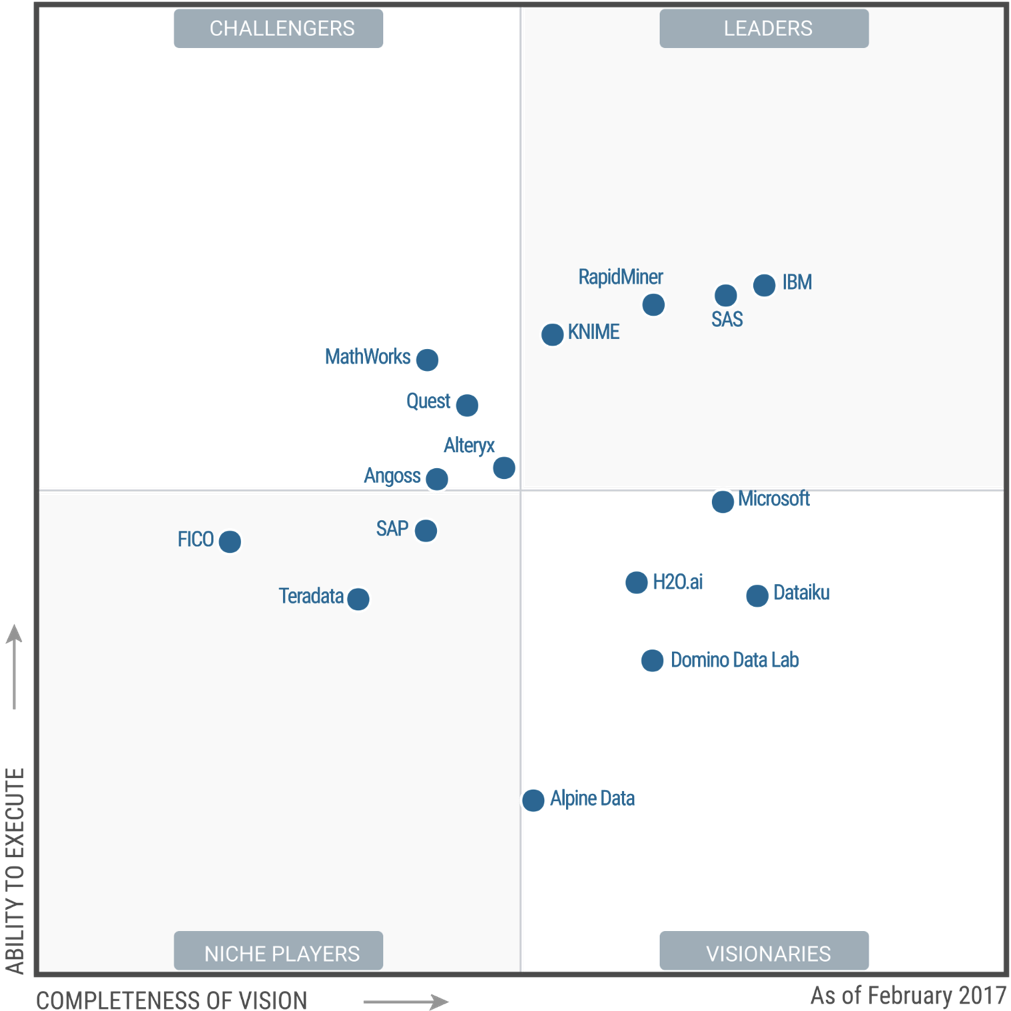 CHALLENGERS
LEADERS
RapidMiner
IBM
SAS
KNIME
MathWorks
Quest
Alteryx
Angoss
Microsoft
SAP
FICO
H2O.ai
Dataiku
Teradata
Domino Data Lab
Alpine Data
NICHE PLAYERS
VISIONARIES
ABILITY TO EXECUTE
COMPLETENESS OF VISION
As of February 2017